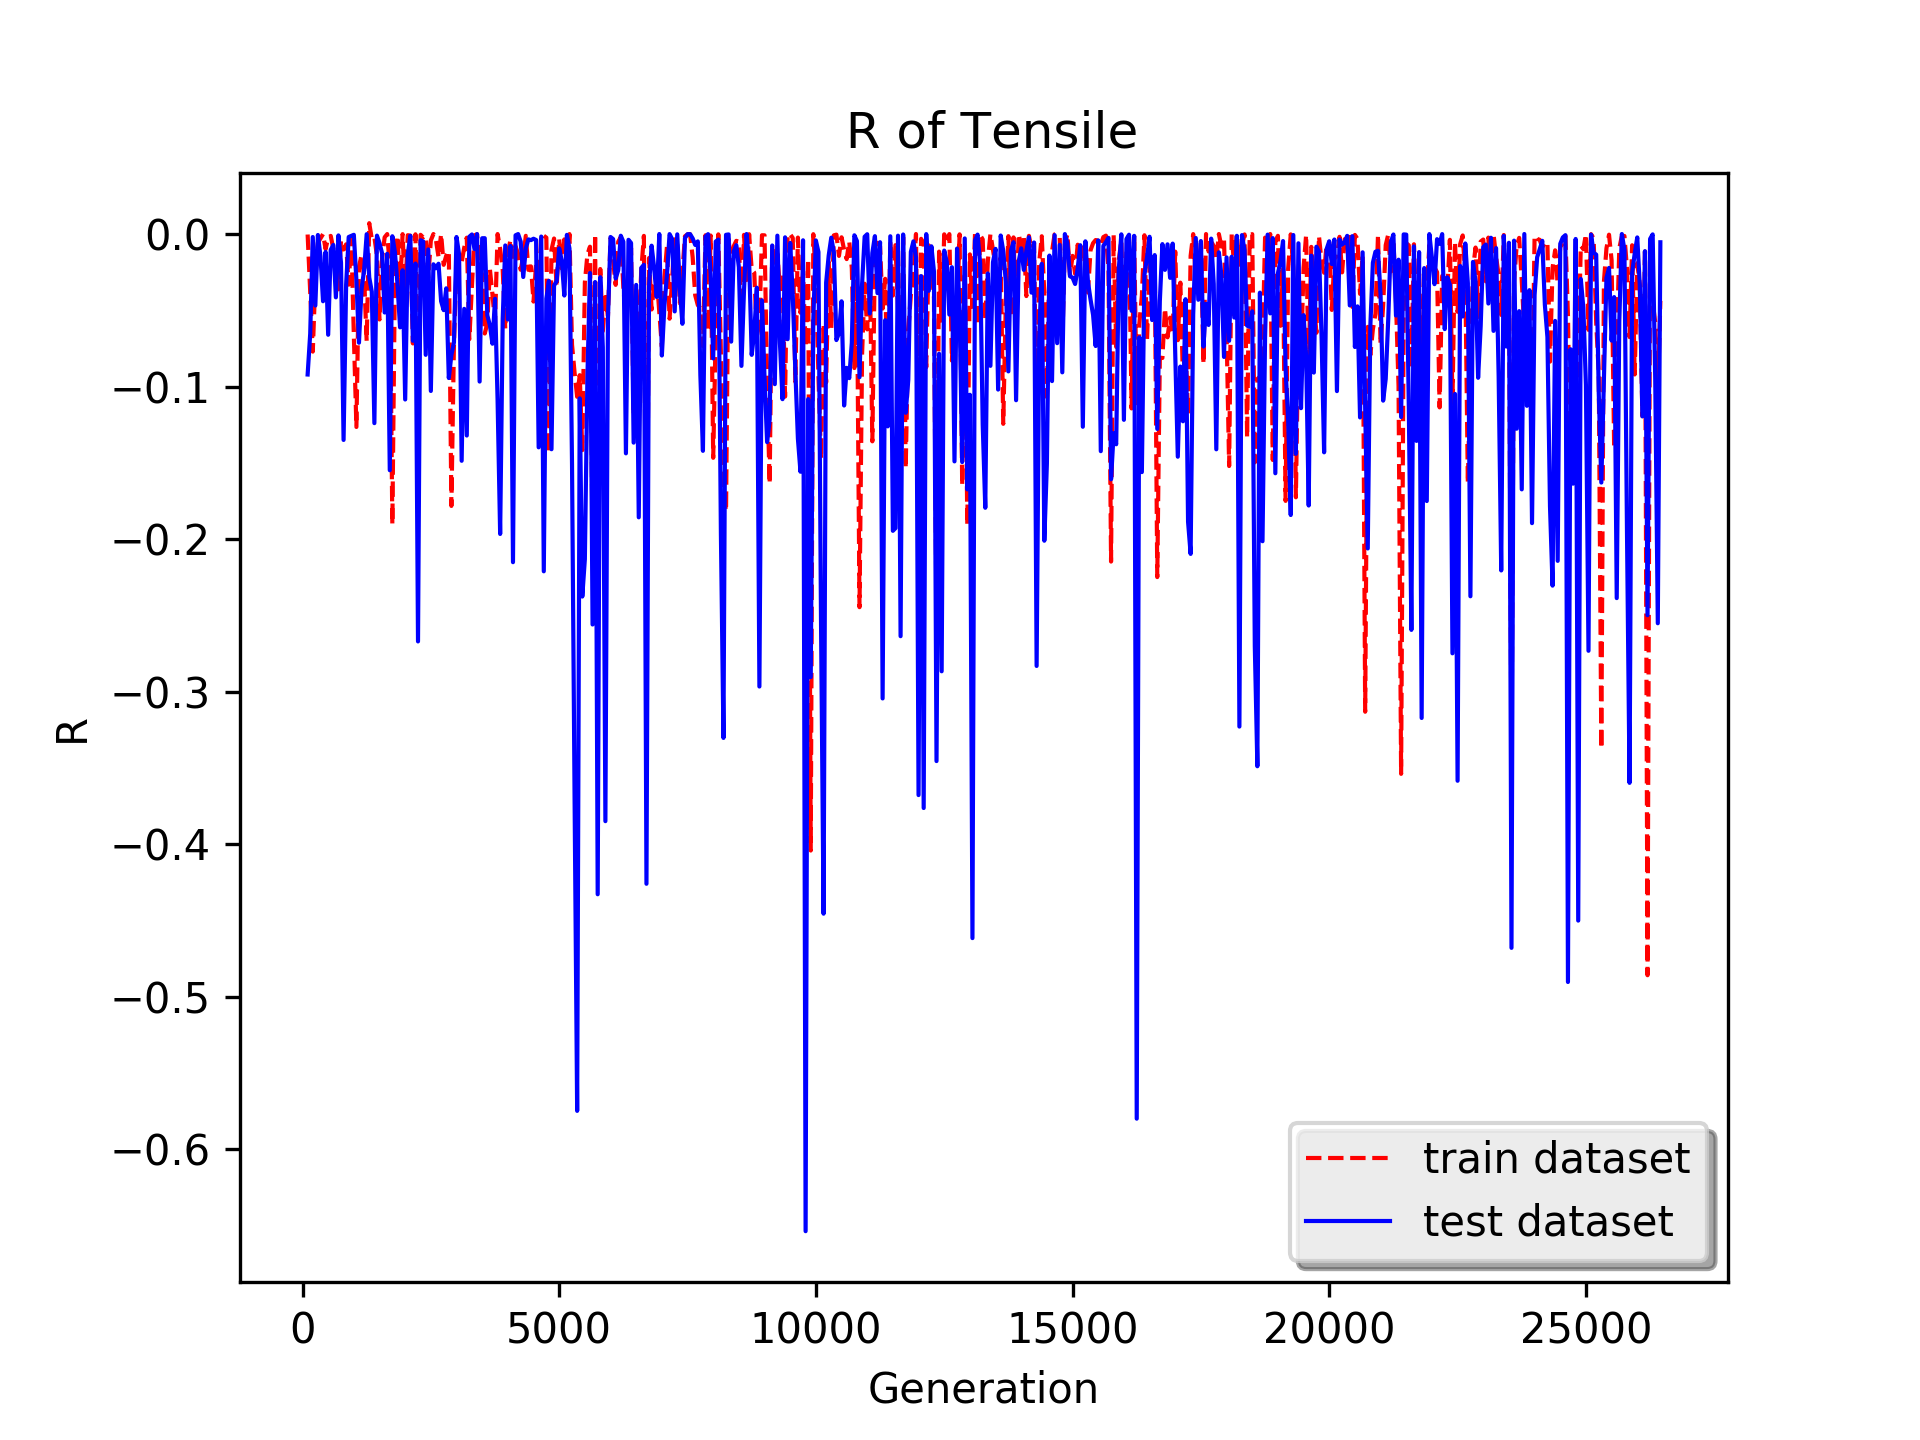 R of Tensile
R
0.0
−0.1
−0.2
−0.3
−0.4
−0.5
−0.6
0 5000 10000 15000 20000 25000
Generation
train dataset
test dataset